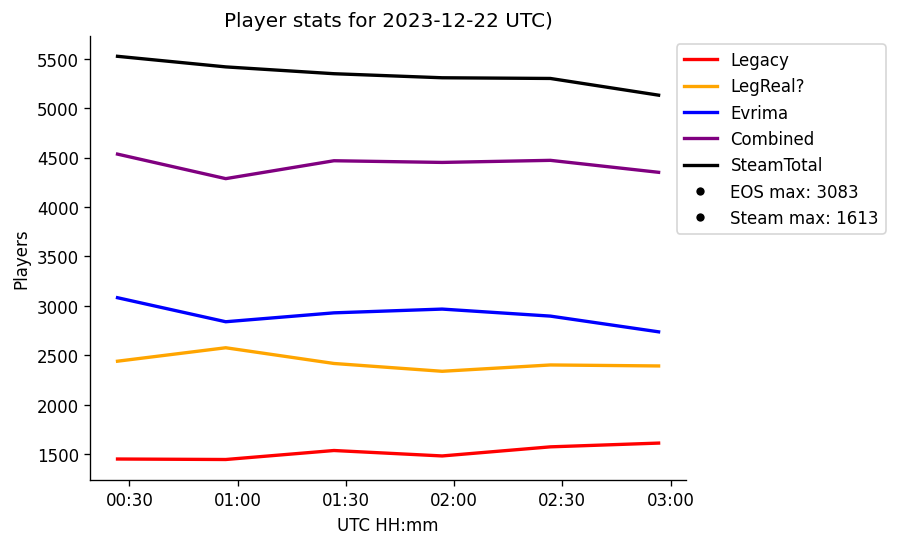 Player stats for 2023-12-22 UTC)
Legacy
LegReal?
Evrima
Combined
SteamTotal
EOS max: 3083
Steam max: 1613
Players
5500
5000
4500
4000
3500
3000
2500
2000
1500
00:30
01:00
01:30
02:00
02:30
03:00
UTC HH:mm